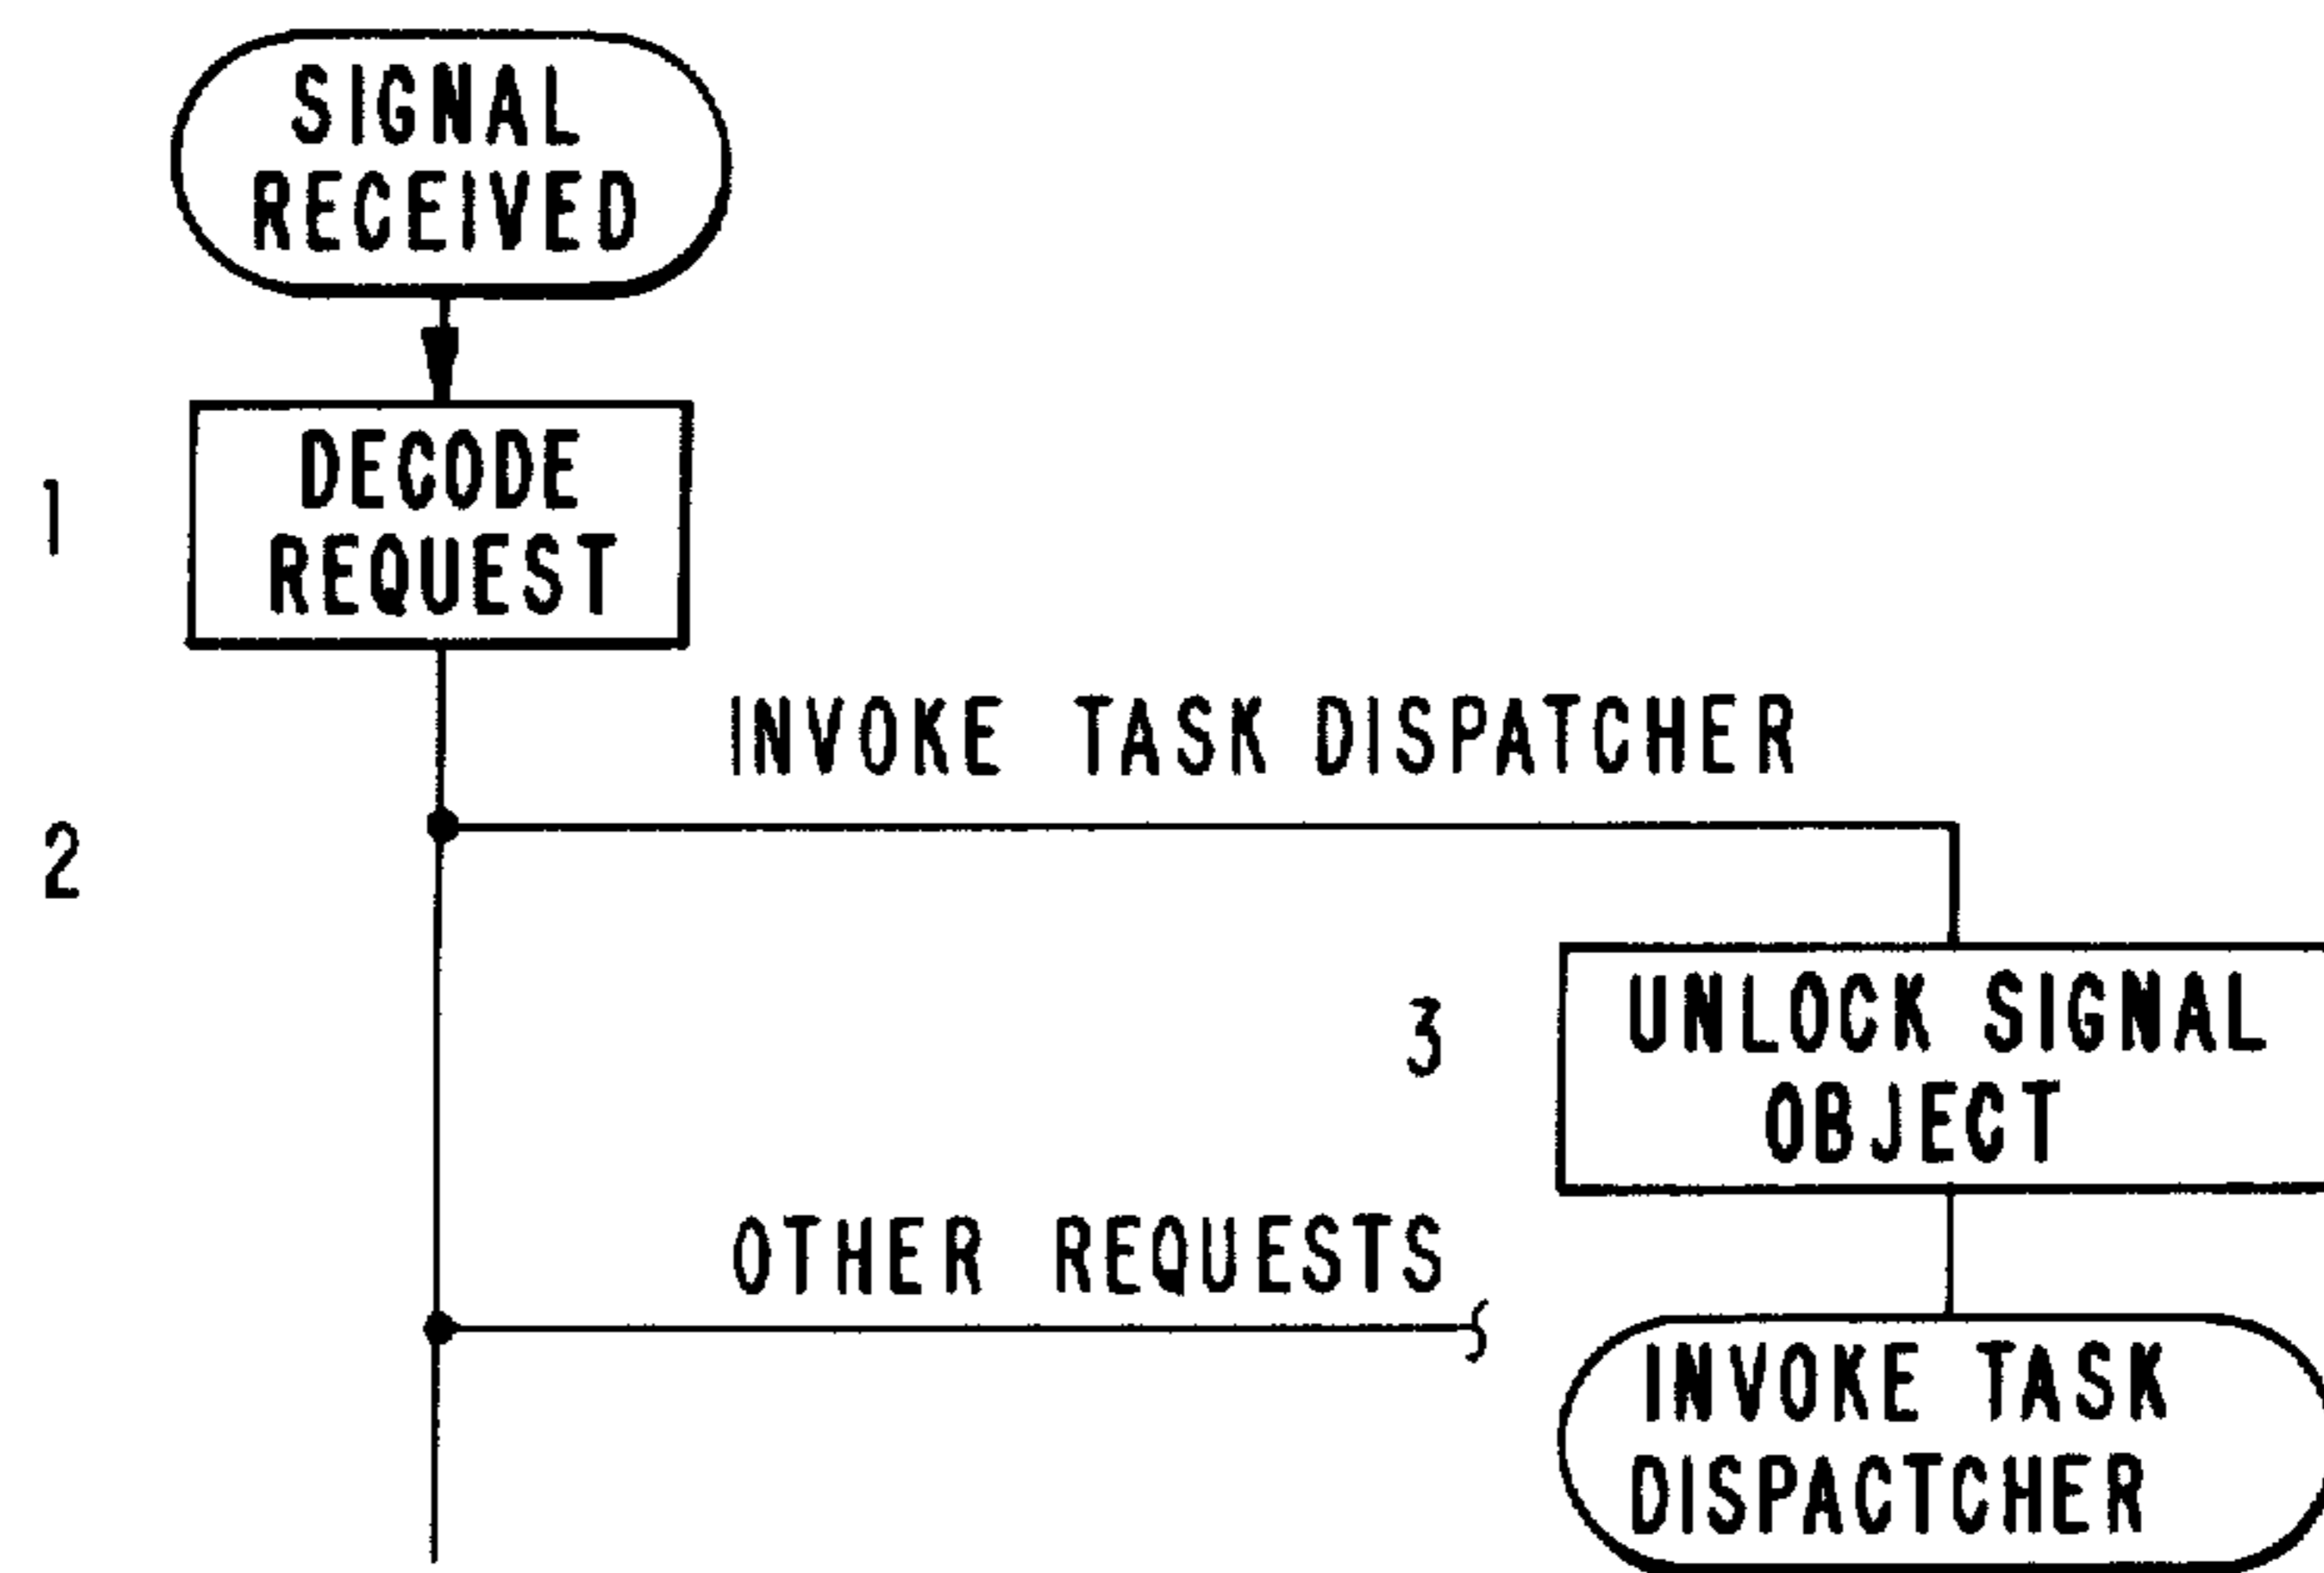 SIGNAL
RECEIVED
1
DECODE
REQUEST
INVOKE TASK DISPATCHER
2
3
UNLOCK SIGNAL
OBJECT
OTHER REQUESTS
INVOKE TASK
DISPACTCHER